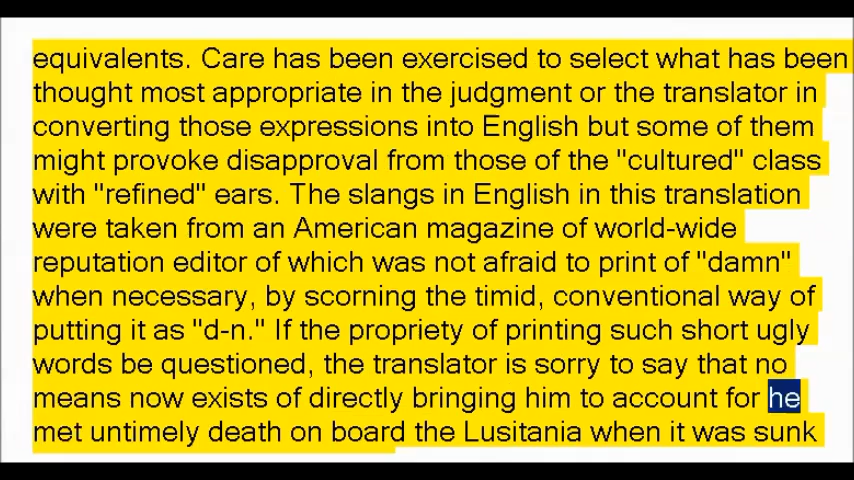 equivalents. Care has been exercised to select what has been
thought most appropriate in the judgment or the translator in
converting those expressions into English but some of them
might provoke disapproval from those of the "cultured" class
with "refined" ears. The slangs in English in this translation
were taken from an American magazine of world-wide
reputation editor of which was not afraid to print of "damn"
when necessary, by scorning the timid, conventional way of
putting it as "d-n." If the propriety of printing such short ugly
words be questioned, the translator is sorry to say that no
means now exists of directly bringing him to account for he
met untimely death on board the Lusitania when it was sunk